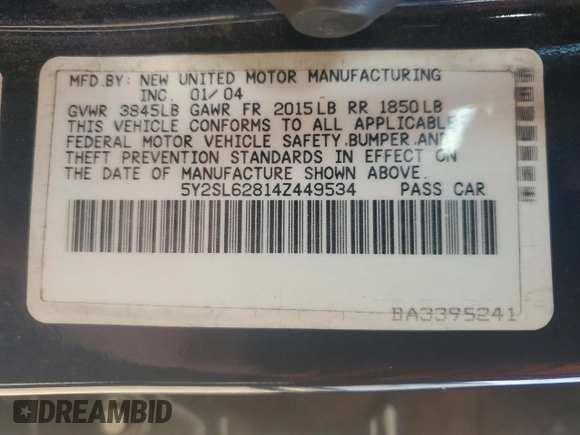 MFD.BY: NEW UNITED MOTOR MANUFACTURING
INC. 01/04
GVWR 3845LB GAWR FR 2015LB RR 1850LB
THIS VEHICLE CONFORMS TO ALL APPLICABLE
FEDERAL MOTOR VEHICLE SAFETY,BUMPER,AND
THEFT PREVENTION STANDARDS IN EFFECT ON
THE DATE OF MANUFACTURE SHOWN ABOVE.
5Y2SL62814Z449534 PASS CAR
BA3395241
DREAMBID